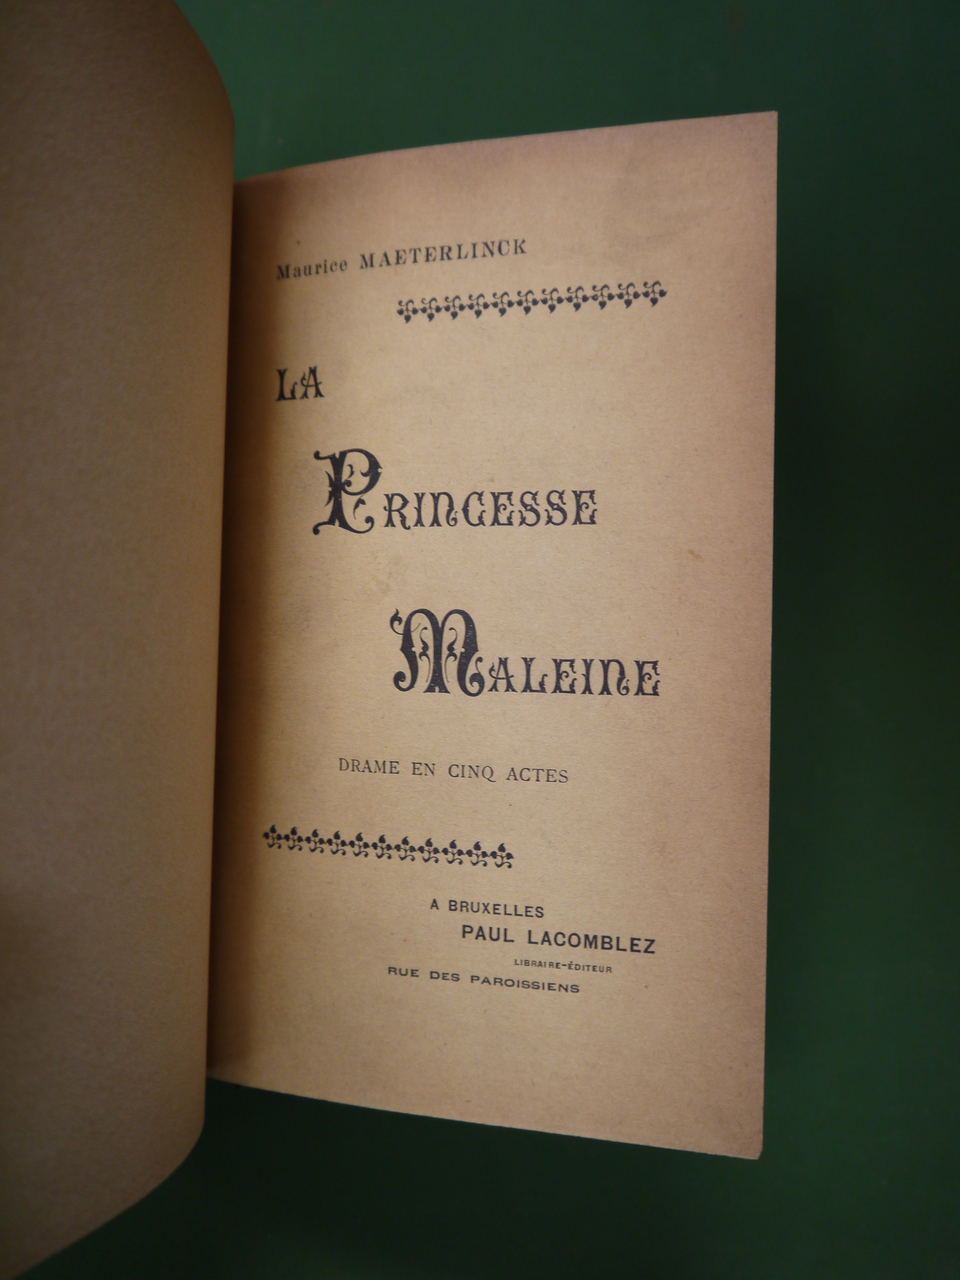 Maurice MAETERLINCK
LA
PRINCESSE
MALEINE
DRAME EN CINQ ACTES
A BRUXELLES
PAUL LACOMBLEZ
LIBRAIRE-ÉDITEUR
RUE DES PAROISSIENS